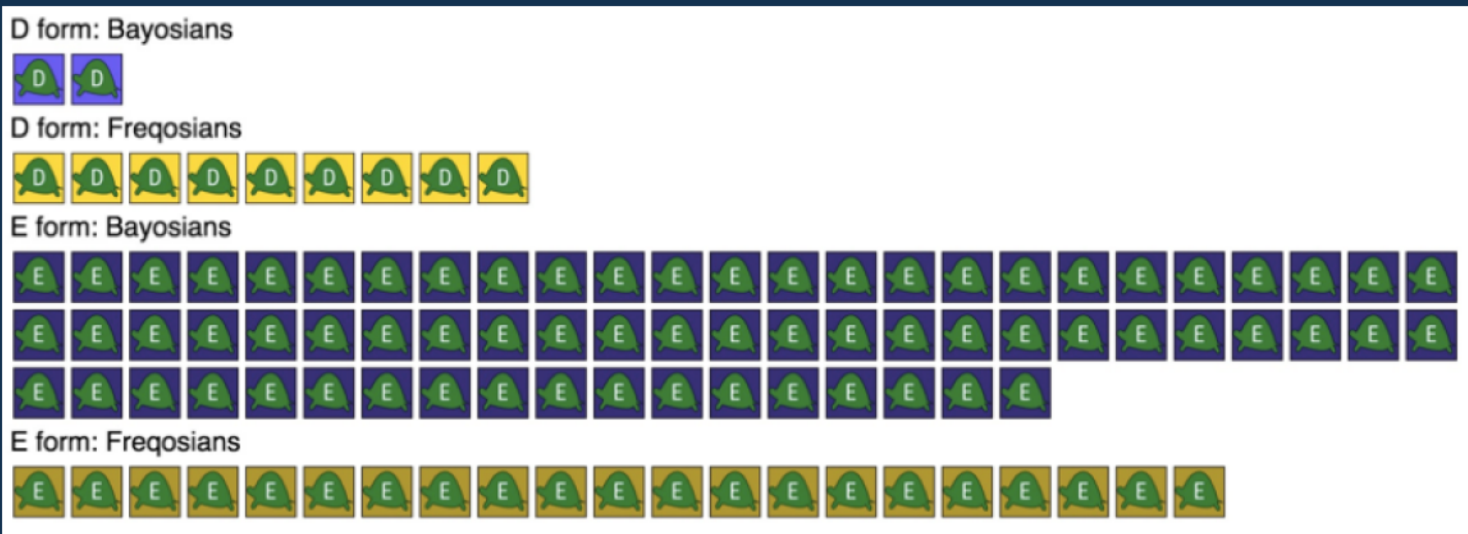 D form: Bayosians
D D
D form: Freqosians
D D D D D D D D D
E form: Bayosians
E E E E E E E E E E E E E E E E E E E E E E E E E
E E E E E E E E E E E E E E E E E E E E E E E E E
E E E E E E E E E E E E E E E E E E
E form: Freqosians
E E E E E E E E E E E E E E E E E E E E E